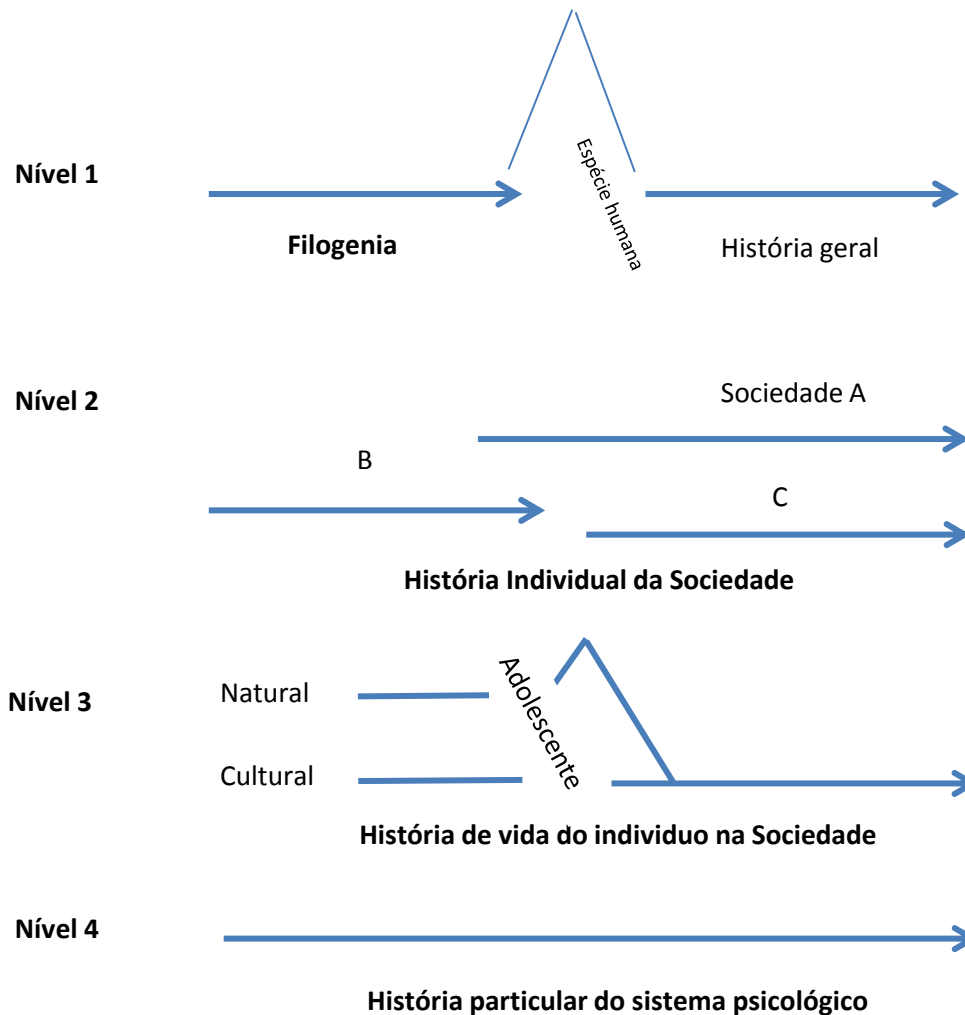 Nível 1
Espécie humana
Filogenia
História geral
Nível 2
Sociedade A
B
C
História Individual da Sociedade
Nível 3
Natural
Adolescente
Cultural
História de vida do individuo na Sociedade
Nível 4
História particular do sistema psicológico